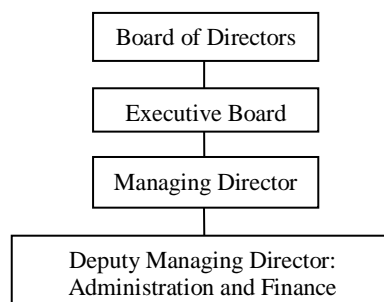 Board of Directors
Executive Board
Managing Director
Deputy Managing Director:
Administration and Finance